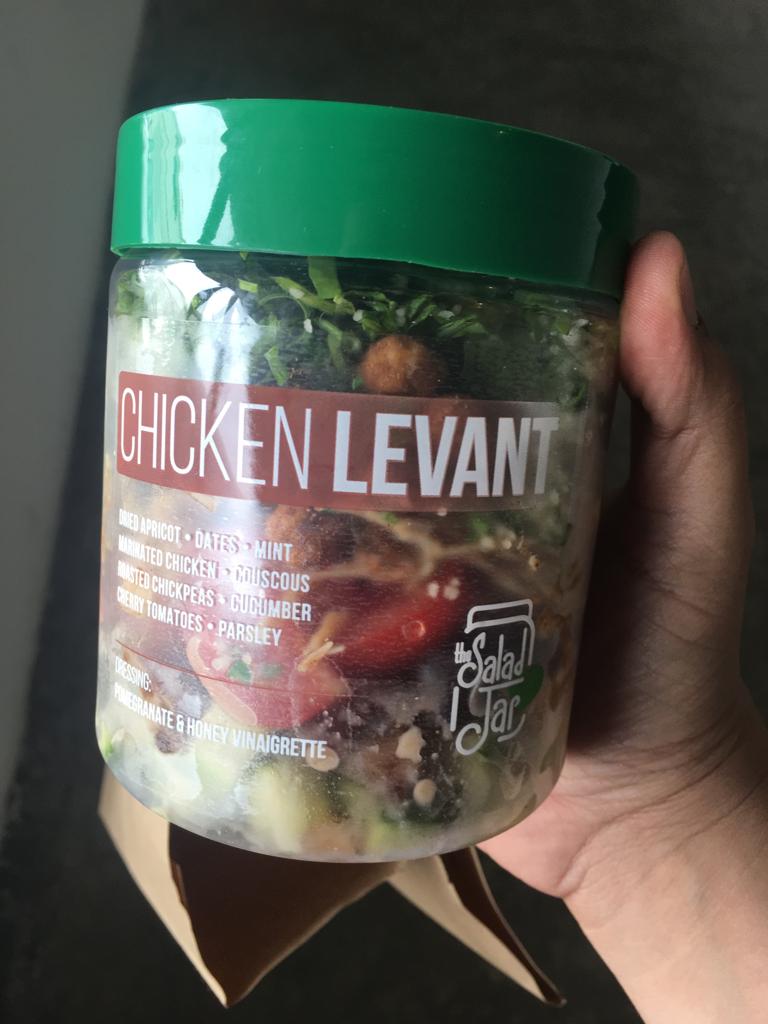 CHICKEN LEVANT
DRIED APRICOT • DATES • MINT
MARINATED CHICKEN • COUSCOUS
ROASTED CHICKPEAS • CUCUMBER
CHERRY TOMATOES • PARSLEY
DRESSING:
POMEGRANATE & HONEY VINAIGRETTE
the
Salad
Jar